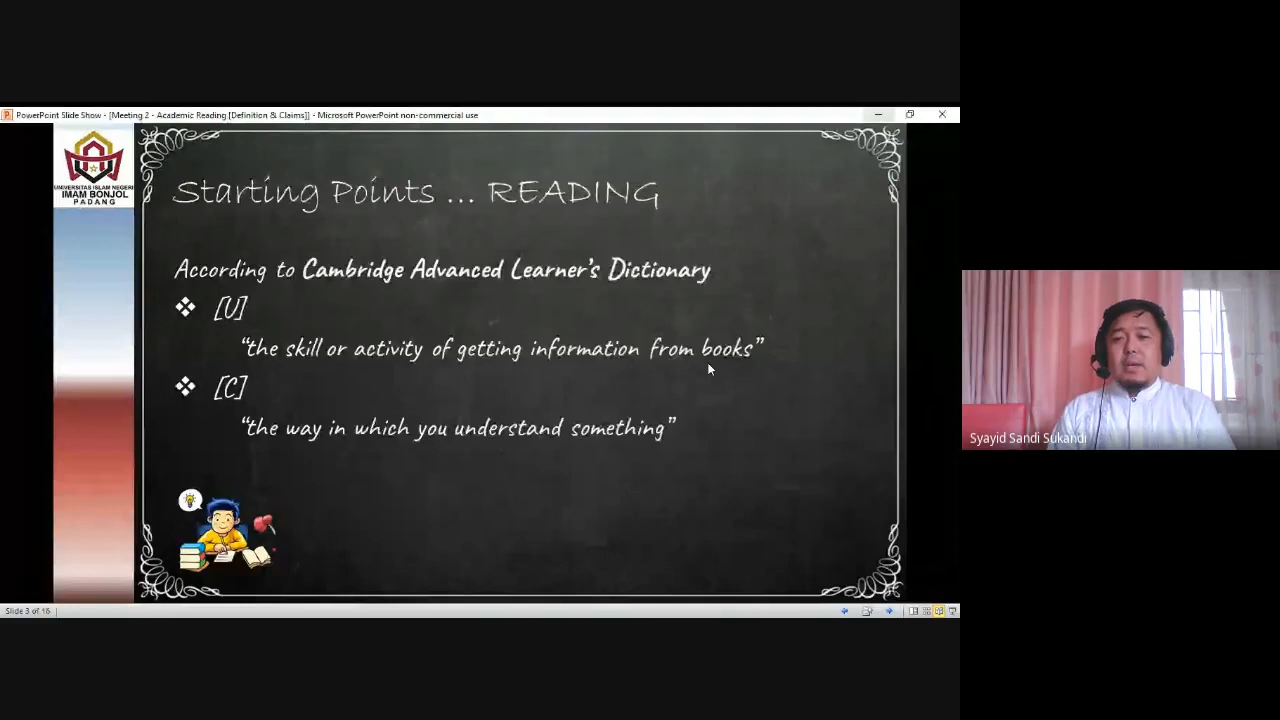 PowerPoint Slide Show - [Meeting 2 - Academic Reading [Definition & Claims]] - Microsoft PowerPoint non-commercial use
UNIVERSITAS ISLAM NEGERI
IMAM BONJOL
PADANG
Starting Points ... READING
According to Cambridge Advanced Learner's Dictionary
❖ [U]
“the skill or activity of getting information from books”
❖ [C]
“the way in which you understand something”
Syayid Sandi Sukandi
Slide 3 of 16